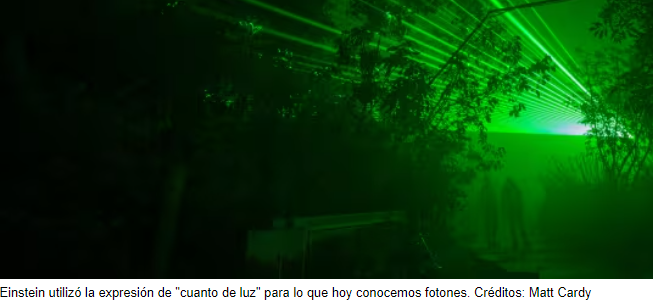 Einstein utilizó la expresión de "cuanto de luz" para lo que hoy conocemos fotones. Créditos: Matt Cardy